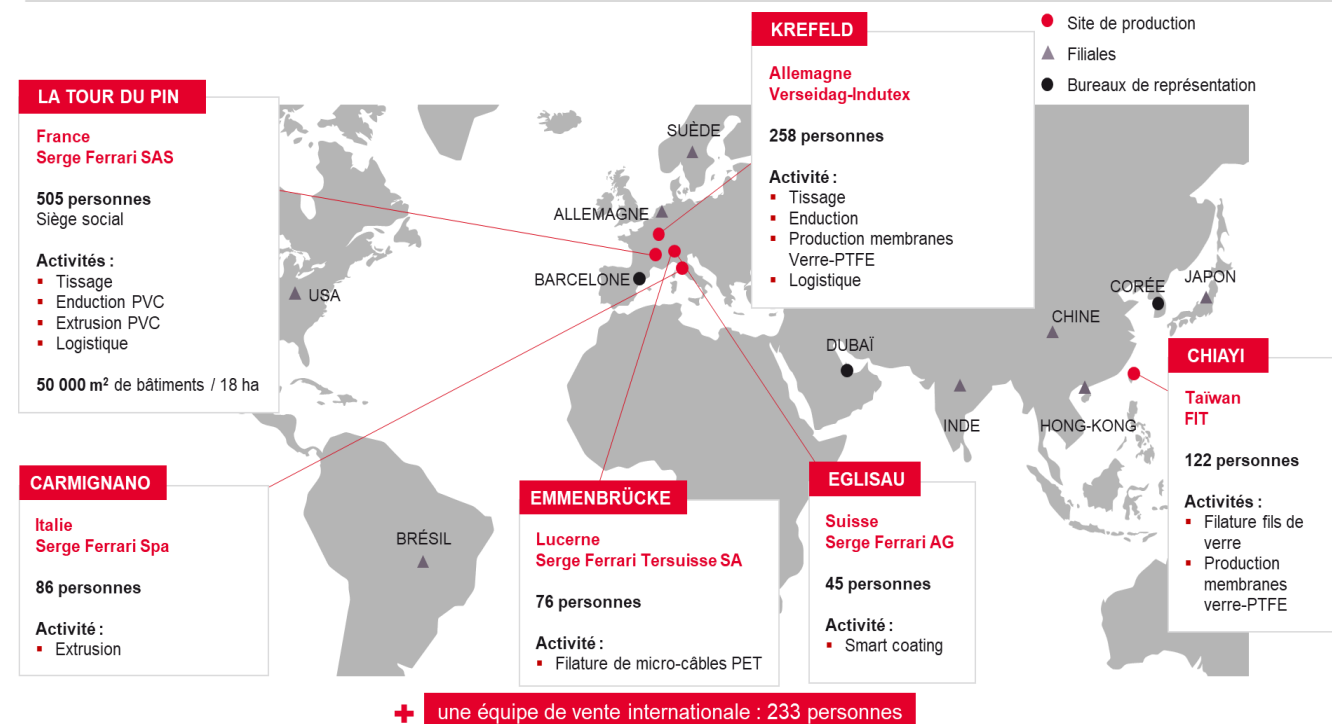 KREFELD
Allemagne
Verseidag-Indutex
258 personnes
Activité :
▪ Tissage
▪ Enduction
▪ Production membranes
Verre-PTFE
▪ Logistique
Site de production
Filiales
Bureaux de représentation
LA TOUR DU PIN
France
Serge Ferrari SAS
505 personnes
Siège social
Activités :
▪ Tissage
▪ Enduction PVC
▪ Extrusion PVC
▪ Logistique
50 000 m² de bâtiments / 18 ha
SUÈDE
ALLEMAGNE
BARCELONE
USA
BRÉSIL
DUBAÏ
INDE
CHINE
HONG-KONG
CORÉE
JAPON
CHIAYI
Taïwan
FIT
122 personnes
Activités :
▪ Filature fils de
verre
▪ Production
membranes
verre-PTFE
CARMIGNANO
Italie
Serge Ferrari Spa
86 personnes
Activité :
▪ Extrusion
EMMENBRÜCKE
Lucerne
Serge Ferrari Tersuisse SA
76 personnes
Activité :
▪ Filature de micro-câbles PET
EGLISAU
Suisse
Serge Ferrari AG
45 personnes
Activité :
▪ Smart coating
+ une équipe de vente internationale : 233 personnes